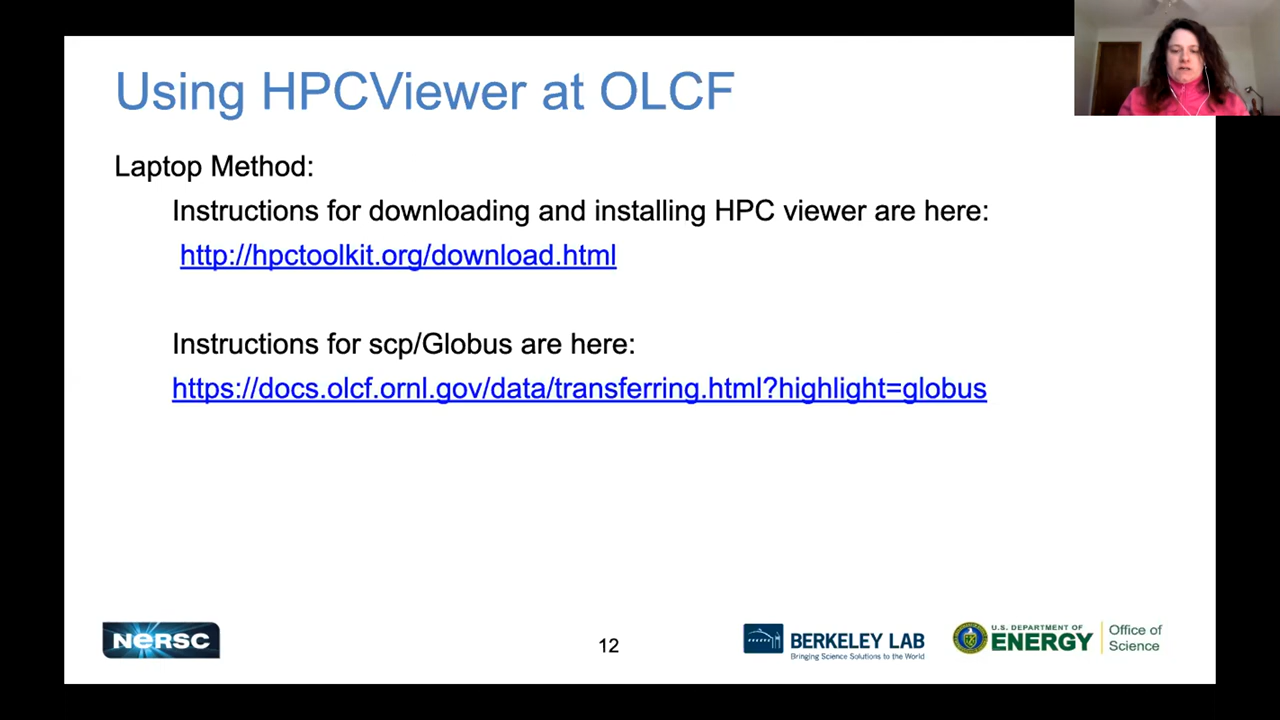 Using HPCViewer at OLCF
Laptop Method:
Instructions for downloading and installing HPC viewer are here:
http://hpctoolkit.org/download.html
Instructions for scp/Globus are here:
https://docs.olcf.ornl.gov/data/transferring.html?highlight=globus
NERSC
12
BERKELEY LAB
Bringing Science Solutions to the World
U.S. DEPARTMENT OF
ENERGY
Office of
Science